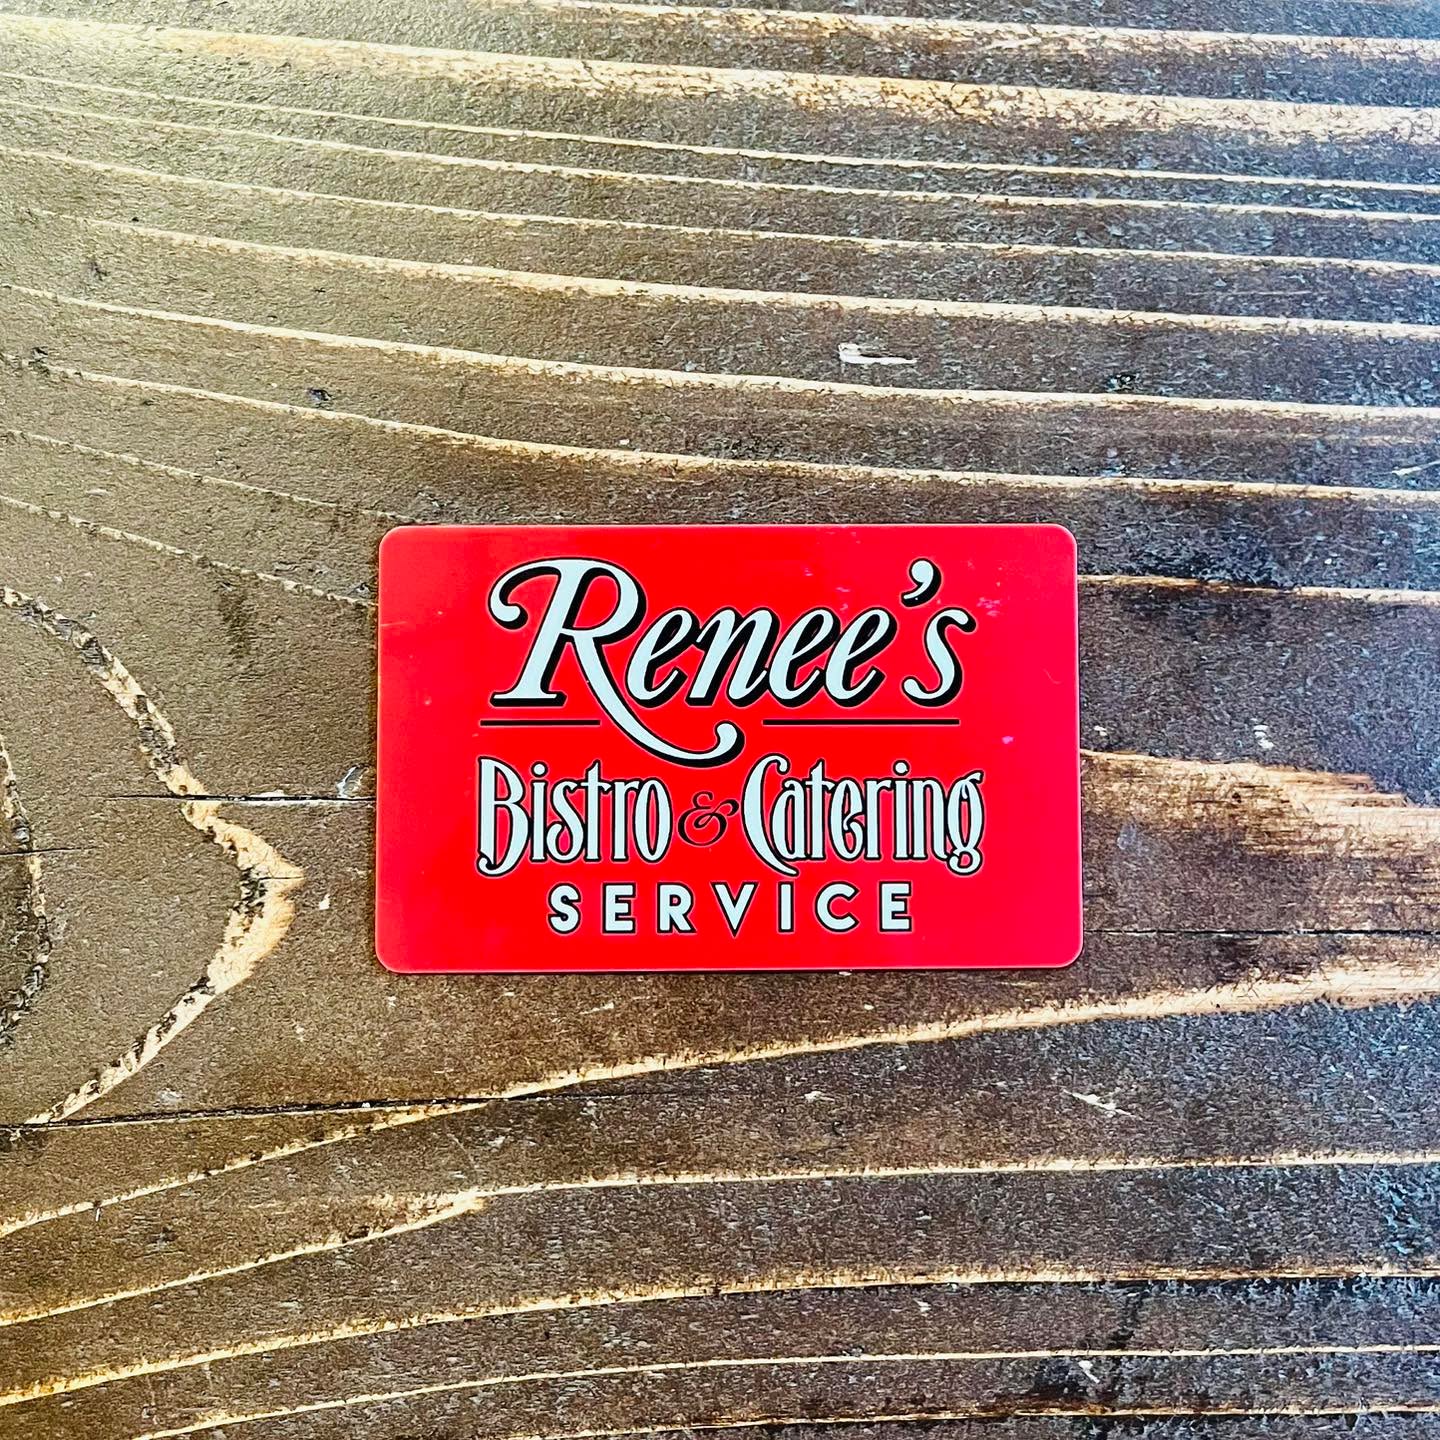 Renee's
Bistro & Catering
SERVICE